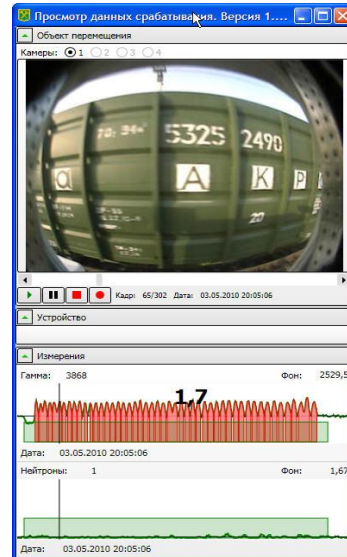 Просмотр данных срабатывания. Версия 1....
Объект перемещения
Камеры: 1 2 3 4
5325 2490
А К Р
20
Кадр: 65/302 Дата: 03.05.2010 20:05:06
Устройство
Измерения
Гамма: 3868 Фон: 2529,5
1,7
Дата: 03.05.2010 20:05:06
Нейтроны: 1 Фон: 1,67
Дата: 03.05.2010 20:05:06